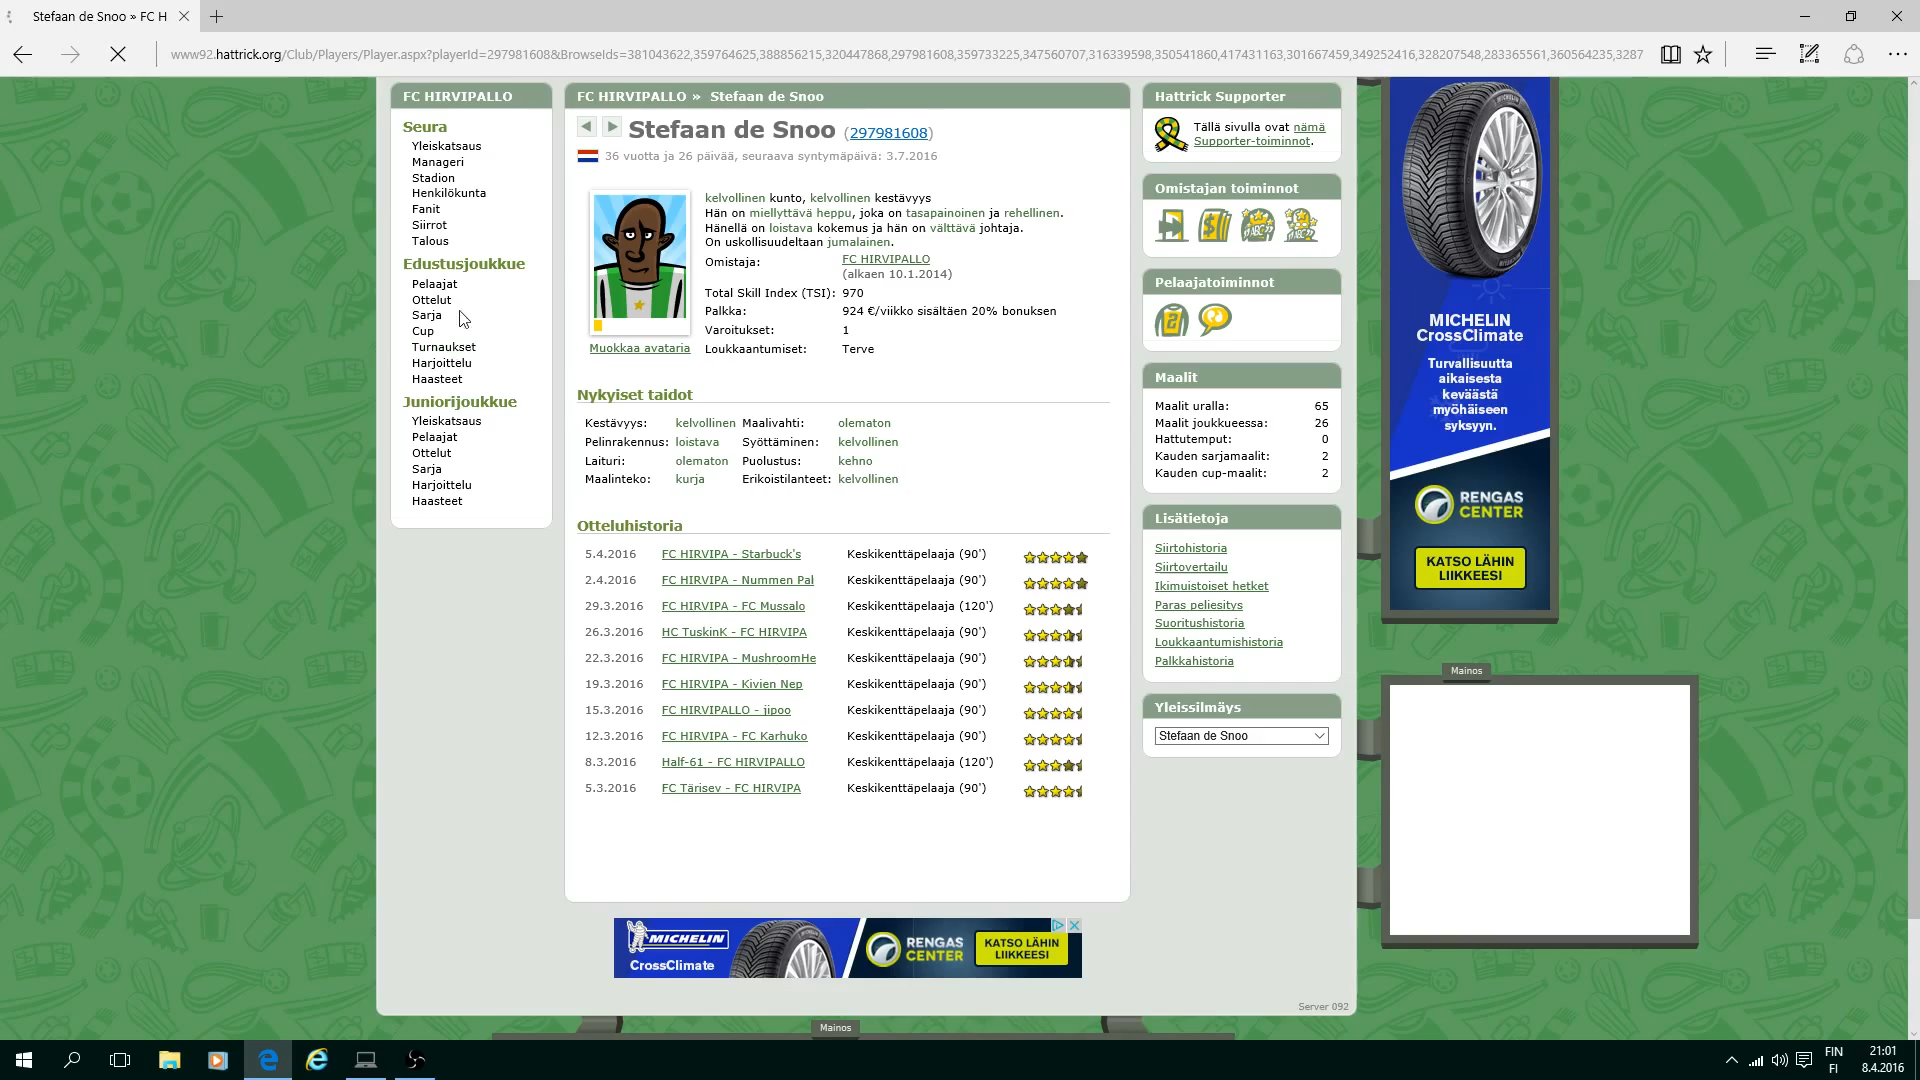 Stefaan de Snoo » FC H
www92.hattrick.org/Club/Players/Player.aspx?playerId=297981608&BrowseIds=381043622,359764625,388856215,320447868,297981608,359733225,347560707,316339598,350541860,417431163,301667459,349252416,328207548,283365561,360564235,3287
FC HIRVIPALLO
Seura
Yleiskatsaus
Manageri
Stadion
Henkilökunta
Fanit
Siirrot
Talous
Edustusjoukkue
Pelaajat
Ottelut
Sarja
Cup
Turnaukset
Harjoittelu
Haasteet
Juniorijoukkue
Yleiskatsaus
Pelaajat
Ottelut
Sarja
Harjoittelu
Haasteet
FC HIRVIPALLO » Stefaan de Snoo
Stefaan de Snoo (297981608)
36 vuotta ja 26 päivää, seuraava syntymäpäivä: 3.7.2016
kelvollinen kunto, kelvollinen kestävyys
Hän on miellyttävä heppu, joka on tasapainoinen ja rehellinen.
Hänellä on loistava kokemus ja hän on välttävä johtaja.
On uskollisuudeltaan jumalainen.
Omistaja: FC HIRVIPALLO
(alkaen 10.1.2014)
Total Skill Index (TSI): 970
Palkka: 924 €/viikko sisältäen 20% bonuksen
Varoitukset: 1
Muokkaa avataria Loukkaantumiset: Terve
Nykyiset taidot
Kestävyys: kelvollinen Maalivahti: olematon
Pelinrakennus: loistava Syöttäminen: kelvollinen
Laituri: olematon Puolustus: kehno
Maalinteko: kurja Erikoistilanteet: kelvollinen
Otteluhistoria
5.4.2016 FC HIRVIPA - Starbuck's Keskikenttäpelaaja (90')
2.4.2016 FC HIRVIPA - Nummen Pal Keskikenttäpelaaja (90')
29.3.2016 FC HIRVIPA - FC Mussalo Keskikenttäpelaaja (120')
26.3.2016 HC TuskinK - FC HIRVIPA Keskikenttäpelaaja (90')
22.3.2016 FC HIRVIPA - MushroomHe Keskikenttäpelaaja (90')
19.3.2016 FC HIRVIPA - Kivien Nep Keskikenttäpelaaja (90')
15.3.2016 FC HIRVIPALLO - jipoo Keskikenttäpelaaja (90')
12.3.2016 FC HIRVIPA - FC Karhuko Keskikenttäpelaaja (90')
8.3.2016 Half-61 - FC HIRVIPALLO Keskikenttäpelaaja (120')
5.3.2016 FC Tärisev - FC HIRVIPA Keskikenttäpelaaja (90')
Hattrick Supporter
Tällä sivulla ovat nämä
Supporter-toiminnot.
Omistajan toiminnot
ABC
ABC
Pelaajatoiminnot
2
Maalit
Maalit uralla: 65
Maalit joukkueessa: 26
Hattutemput: 0
Kauden sarjamaalit: 2
Kauden cup-maalit: 2
Lisätietoja
Siirtohistoria
Siirtovertailu
Ikimuistoiset hetket
Paras peliesitys
Suoritushistoria
Loukkaantumishistoria
Palkkahistoria
Yleissilmäys
Stefaan de Snoo
MICHELIN
CrossClimate
Turvallisuutta
aikaisesta
keväästä
myöhäiseen
syksyyn.
RENGAS
CENTER
KATSO LÄHIN
LIIKKEESI
Mainos
MICHELIN
CrossClimate
RENGAS
CENTER
KATSO LÄHIN
LIIKKEESI
Server 092
Mainos
FIN
FI
21:01
8.4.2016